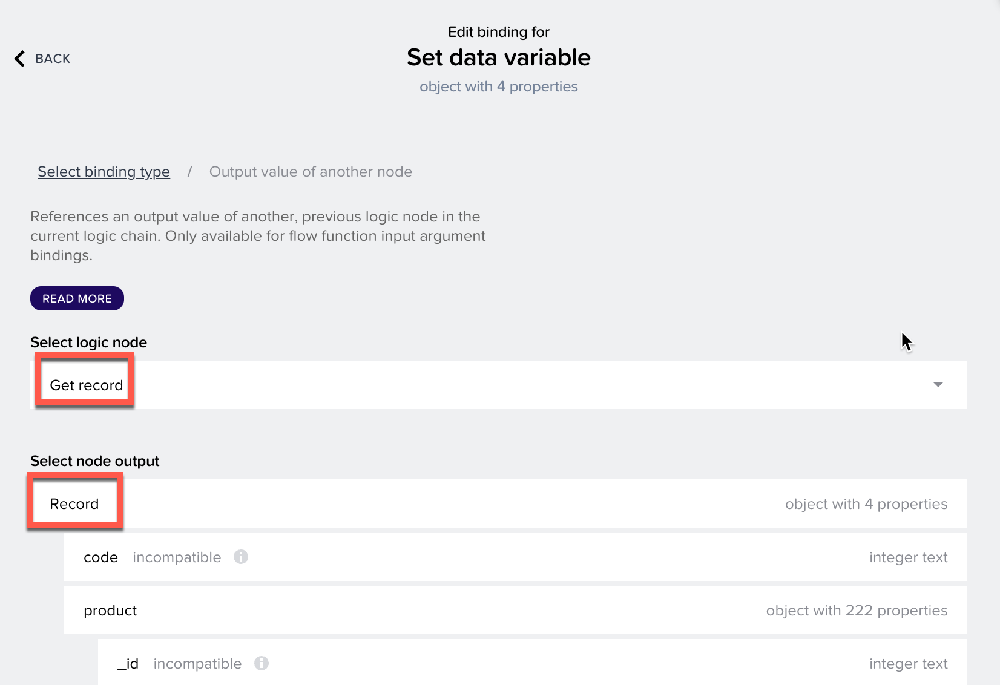 Edit binding for
BACK
Set data variable
object with 4 properties
Select binding type / Output value of another node
References an output value of another, previous logic node in the
current logic chain. Only available for flow function input argument
bindings.
READ MORE
Select logic node
Get record
Select node output
Record object with 4 properties
code incompatible i integer text
product object with 222 properties
_id incompatible i integer text